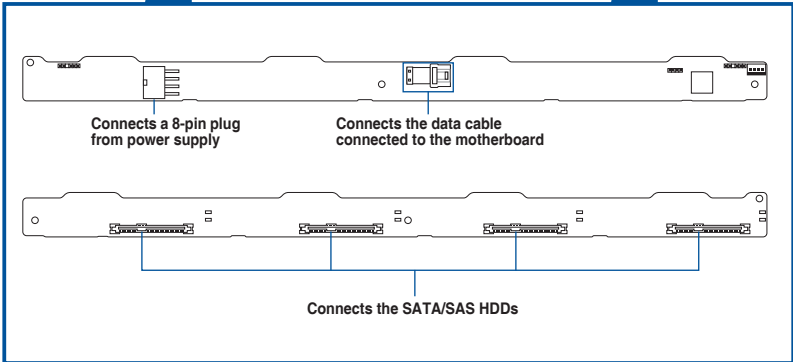 Connects a 8-pin plug
from power supply
Connects the data cable
connected to the motherboard
Connects the SATA/SAS HDDs